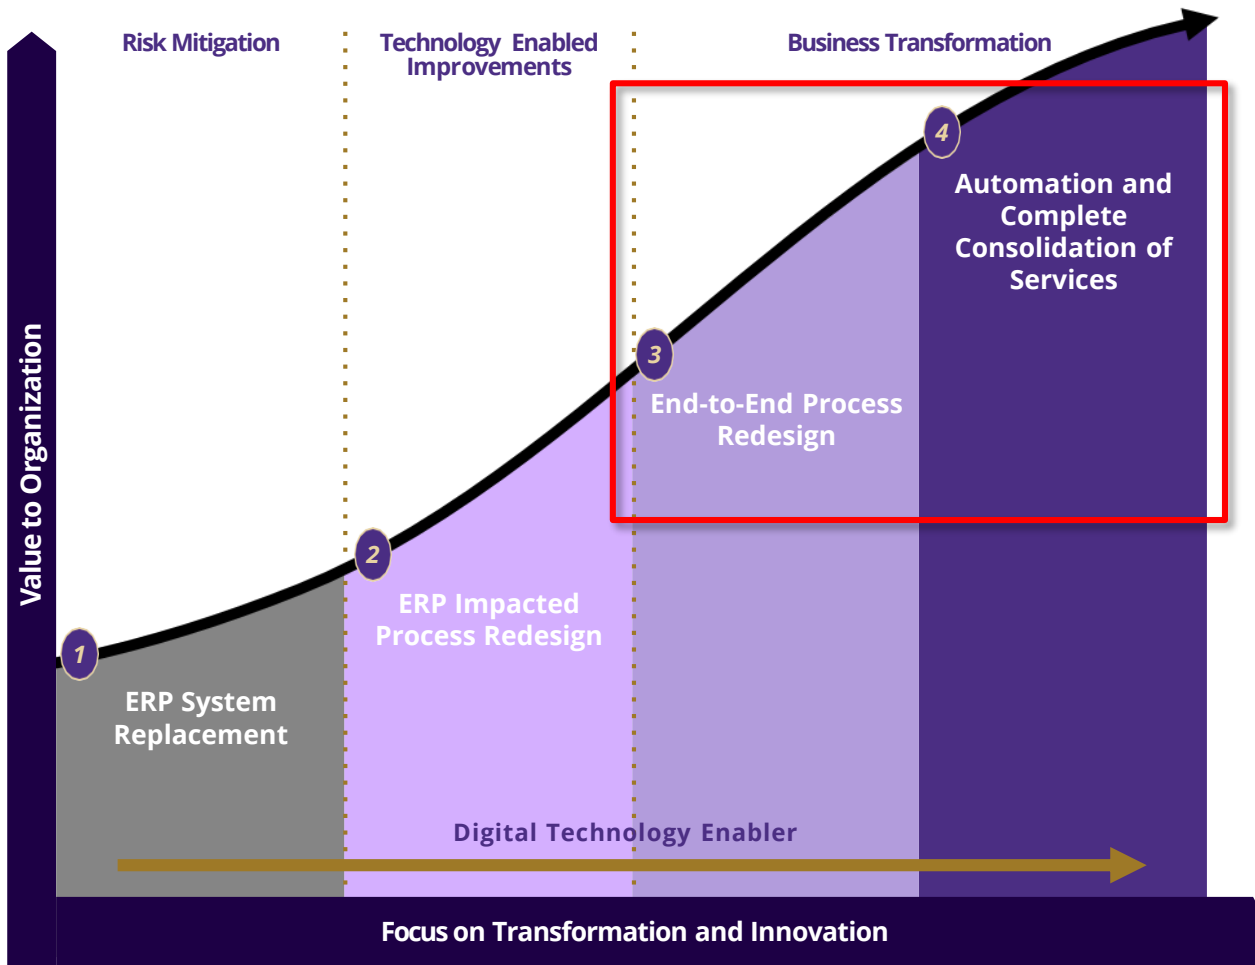 Risk Mitigation
Technology Enabled
Improvements
Business Transformation
4
Automation and
Complete
Consolidation of
Services
3
End-to-End Process
Redesign
2
ERP Impacted
Process Redesign
1
ERP System
Replacement
Value to Organization
Digital Technology Enabler
Focus on Transformation and Innovation